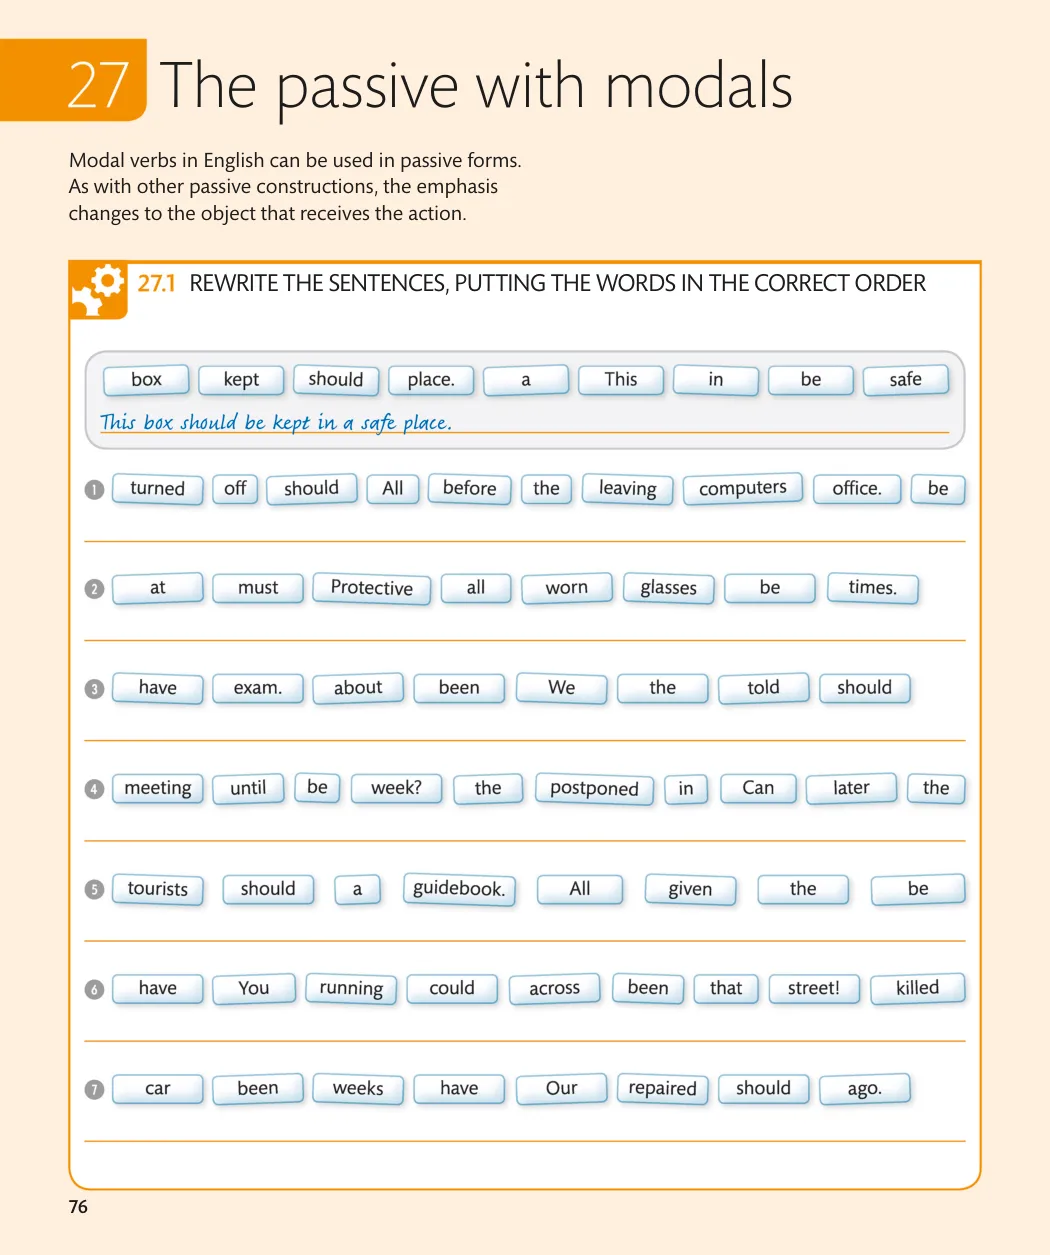 27 The passive with modals
Modal verbs in English can be used in passive forms.
As with other passive constructions, the emphasis
changes to the object that receives the action.
27.1 REWRITE THE SENTENCES, PUTTING THE WORDS IN THE CORRECT ORDER
box kept should place. a This in be safe
This box should be kept in a safe place.
1 turned off should All before the leaving computers office. be
2 at must Protective all worn glasses be times.
3 have exam. about been We the told should
4 meeting until be week? the postponed in Can later the
5 tourists should a guidebook. All given the be
6 have You running could across been that street! killed
7 car been weeks have Our repaired should ago.
76